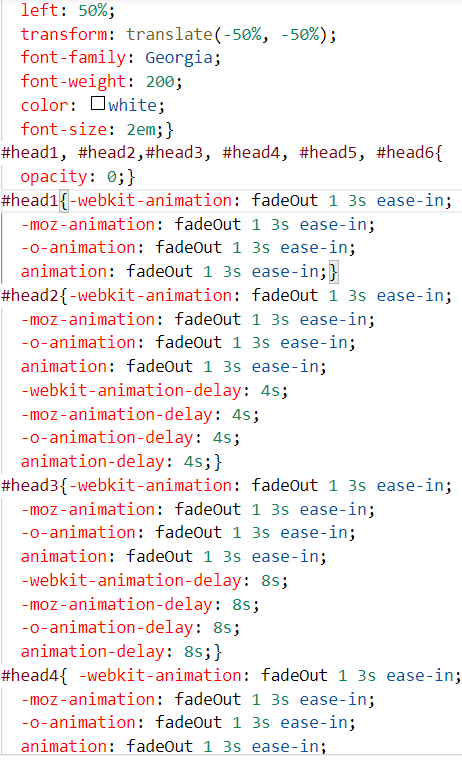 left: 50%;
transform: translate(-50%, -50%);
font-family: Georgia;
font-weight: 200;
color: white;
font-size: 2em;}
#head1, #head2,#head3, #head4, #head5, #head6{
opacity: 0;}
#head1{-webkit-animation: fadeOut 1 3s ease-in;
-moz-animation: fadeOut 1 3s ease-in;
-o-animation: fadeOut 1 3s ease-in;
animation: fadeOut 1 3s ease-in;}
#head2{-webkit-animation: fadeOut 1 3s ease-in;
-moz-animation: fadeOut 1 3s ease-in;
-o-animation: fadeOut 1 3s ease-in;
animation: fadeOut 1 3s ease-in;
-webkit-animation-delay: 4s;
-moz-animation-delay: 4s;
-o-animation-delay: 4s;
animation-delay: 4s;}
#head3{-webkit-animation: fadeOut 1 3s ease-in;
-moz-animation: fadeOut 1 3s ease-in;
-o-animation: fadeOut 1 3s ease-in;
animation: fadeOut 1 3s ease-in;
-webkit-animation-delay: 8s;
-moz-animation-delay: 8s;
-o-animation-delay: 8s;
animation-delay: 8s;}
#head4{ -webkit-animation: fadeOut 1 3s ease-in;
-moz-animation: fadeOut 1 3s ease-in;
-o-animation: fadeOut 1 3s ease-in;
animation: fadeOut 1 3s ease-in;